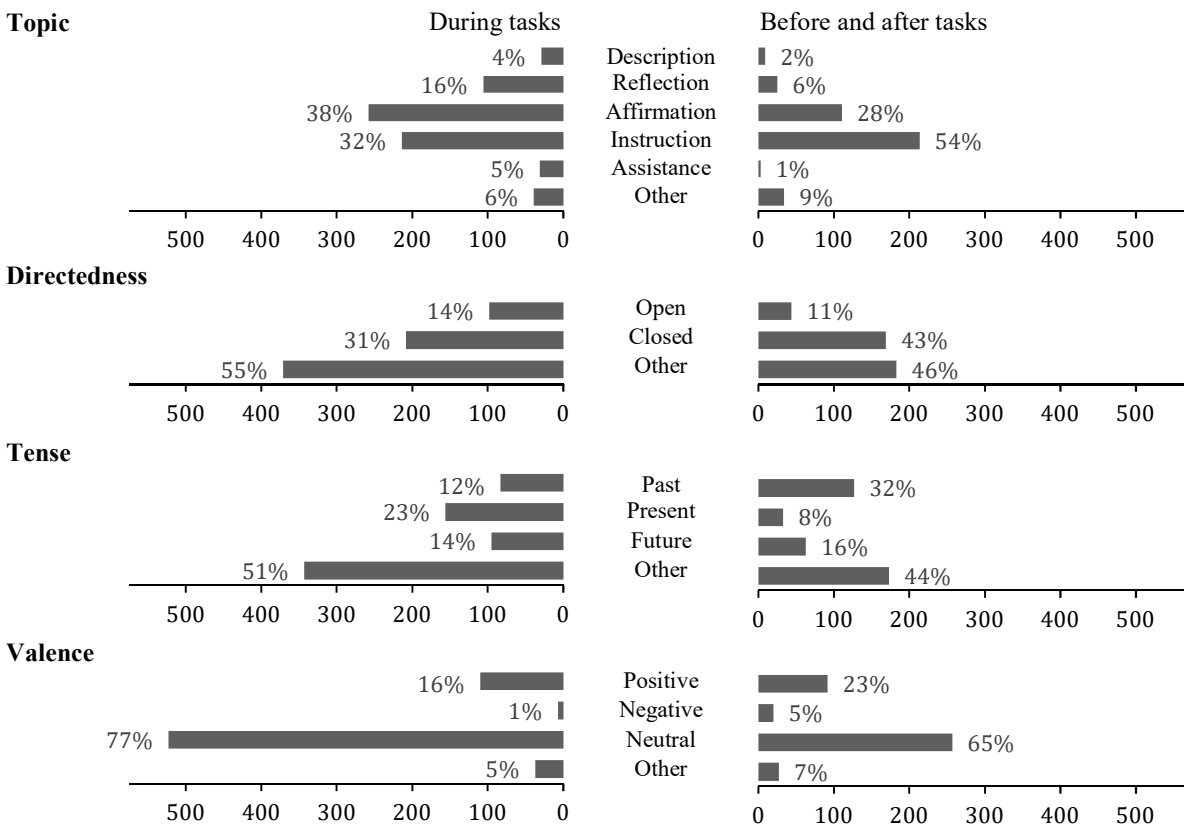 Topic During tasks Before and after tasks
4% Description 2%
16% Reflection 6%
38% Affirmation 28%
32% Instruction 54%
5% Assistance 1%
6% Other 9%
500 400 300 200 100 0 0 100 200 300 400 500
Directedness
14% Open 11%
31% Closed 43%
55% Other 46%
500 400 300 200 100 0 0 100 200 300 400 500
Tense
12% Past 32%
23% Present 8%
14% Future 16%
51% Other 44%
500 400 300 200 100 0 0 100 200 300 400 500
Valence
16% Positive 23%
1% Negative 5%
77% Neutral 65%
5% Other 7%
500 400 300 200 100 0 0 100 200 300 400 500